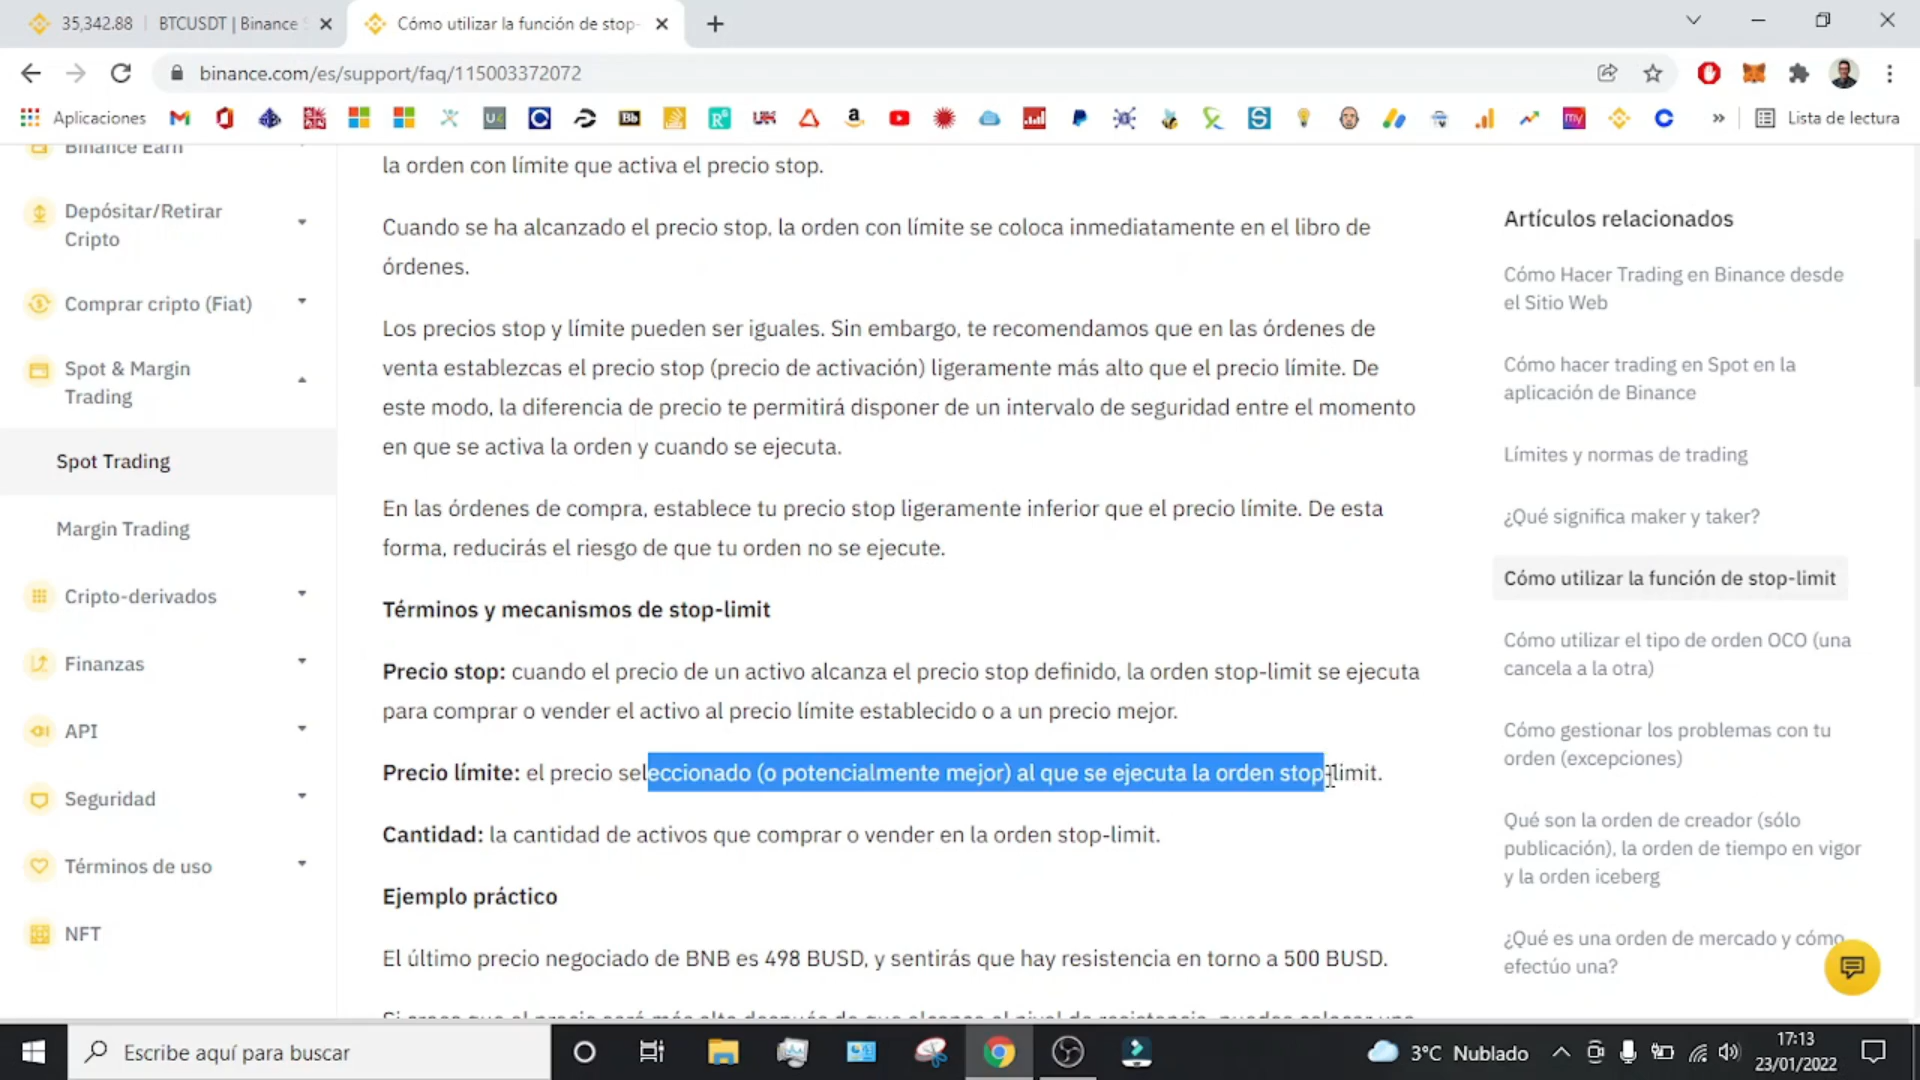 35,342.88 | BTCUSDT | Binance
Cómo utilizar la función de stop-
binance.com/es/support/faq/115003372072
Aplicaciones
Lista de lectura
Binance Earn
Depósitar/Retirar
Cripto
Comprar cripto (Fiat)
Spot & Margin
Trading
Spot Trading
Margin Trading
Cripto-derivados
Finanzas
API
Seguridad
Términos de uso
NFT
la orden con límite que activa el precio stop.
Cuando se ha alcanzado el precio stop, la orden con límite se coloca inmediatamente en el libro de
órdenes.
Los precios stop y límite pueden ser iguales. Sin embargo, te recomendamos que en las órdenes de
venta establezcas el precio stop (precio de activación) ligeramente más alto que el precio límite. De
este modo, la diferencia de precio te permitirá disponer de un intervalo de seguridad entre el momento
en que se activa la orden y cuando se ejecuta.
En las órdenes de compra, establece tu precio stop ligeramente inferior que el precio límite. De esta
forma, reducirás el riesgo de que tu orden no se ejecute.
Términos y mecanismos de stop-limit
Precio stop: cuando el precio de un activo alcanza el precio stop definido, la orden stop-limit se ejecuta
para comprar o vender el activo al precio límite establecido o a un precio mejor.
Precio límite: el precio seleccionado (o potencialmente mejor) al que se ejecuta la orden stop-limit.
Cantidad: la cantidad de activos que comprar o vender en la orden stop-limit.
Ejemplo práctico
El último precio negociado de BNB es 498 BUSD, y sentirás que hay resistencia en torno a 500 BUSD.
Artículos relacionados
Cómo Hacer Trading en Binance desde
el Sitio Web
Cómo hacer trading en Spot en la
aplicación de Binance
Límites y normas de trading
¿Qué significa maker y taker?
Cómo utilizar la función de stop-limit
Cómo utilizar el tipo de orden OCO (una
cancela a la otra)
Cómo gestionar los problemas con tu
orden (excepciones)
Qué son la orden de creador (sólo
publicación), la orden de tiempo en vigor
y la orden iceberg
¿Qué es una orden de mercado y cómo
efectúo una?
Escribe aquí para buscar
3°C Nublado
17:13
23/01/2022